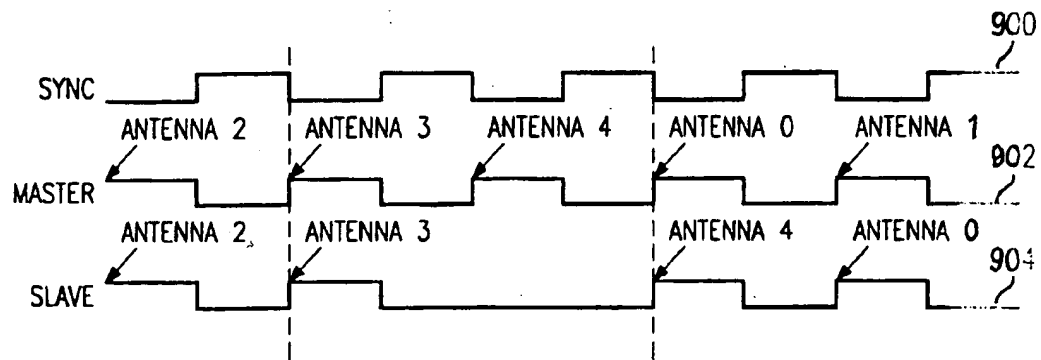 900
SYNC
ANTENNA 2 ANTENNA 3 ANTENNA 4 ANTENNA 0 ANTENNA 1
902
MASTER
ANTENNA 2 ANTENNA 3 ANTENNA 4 ANTENNA 0
904
SLAVE